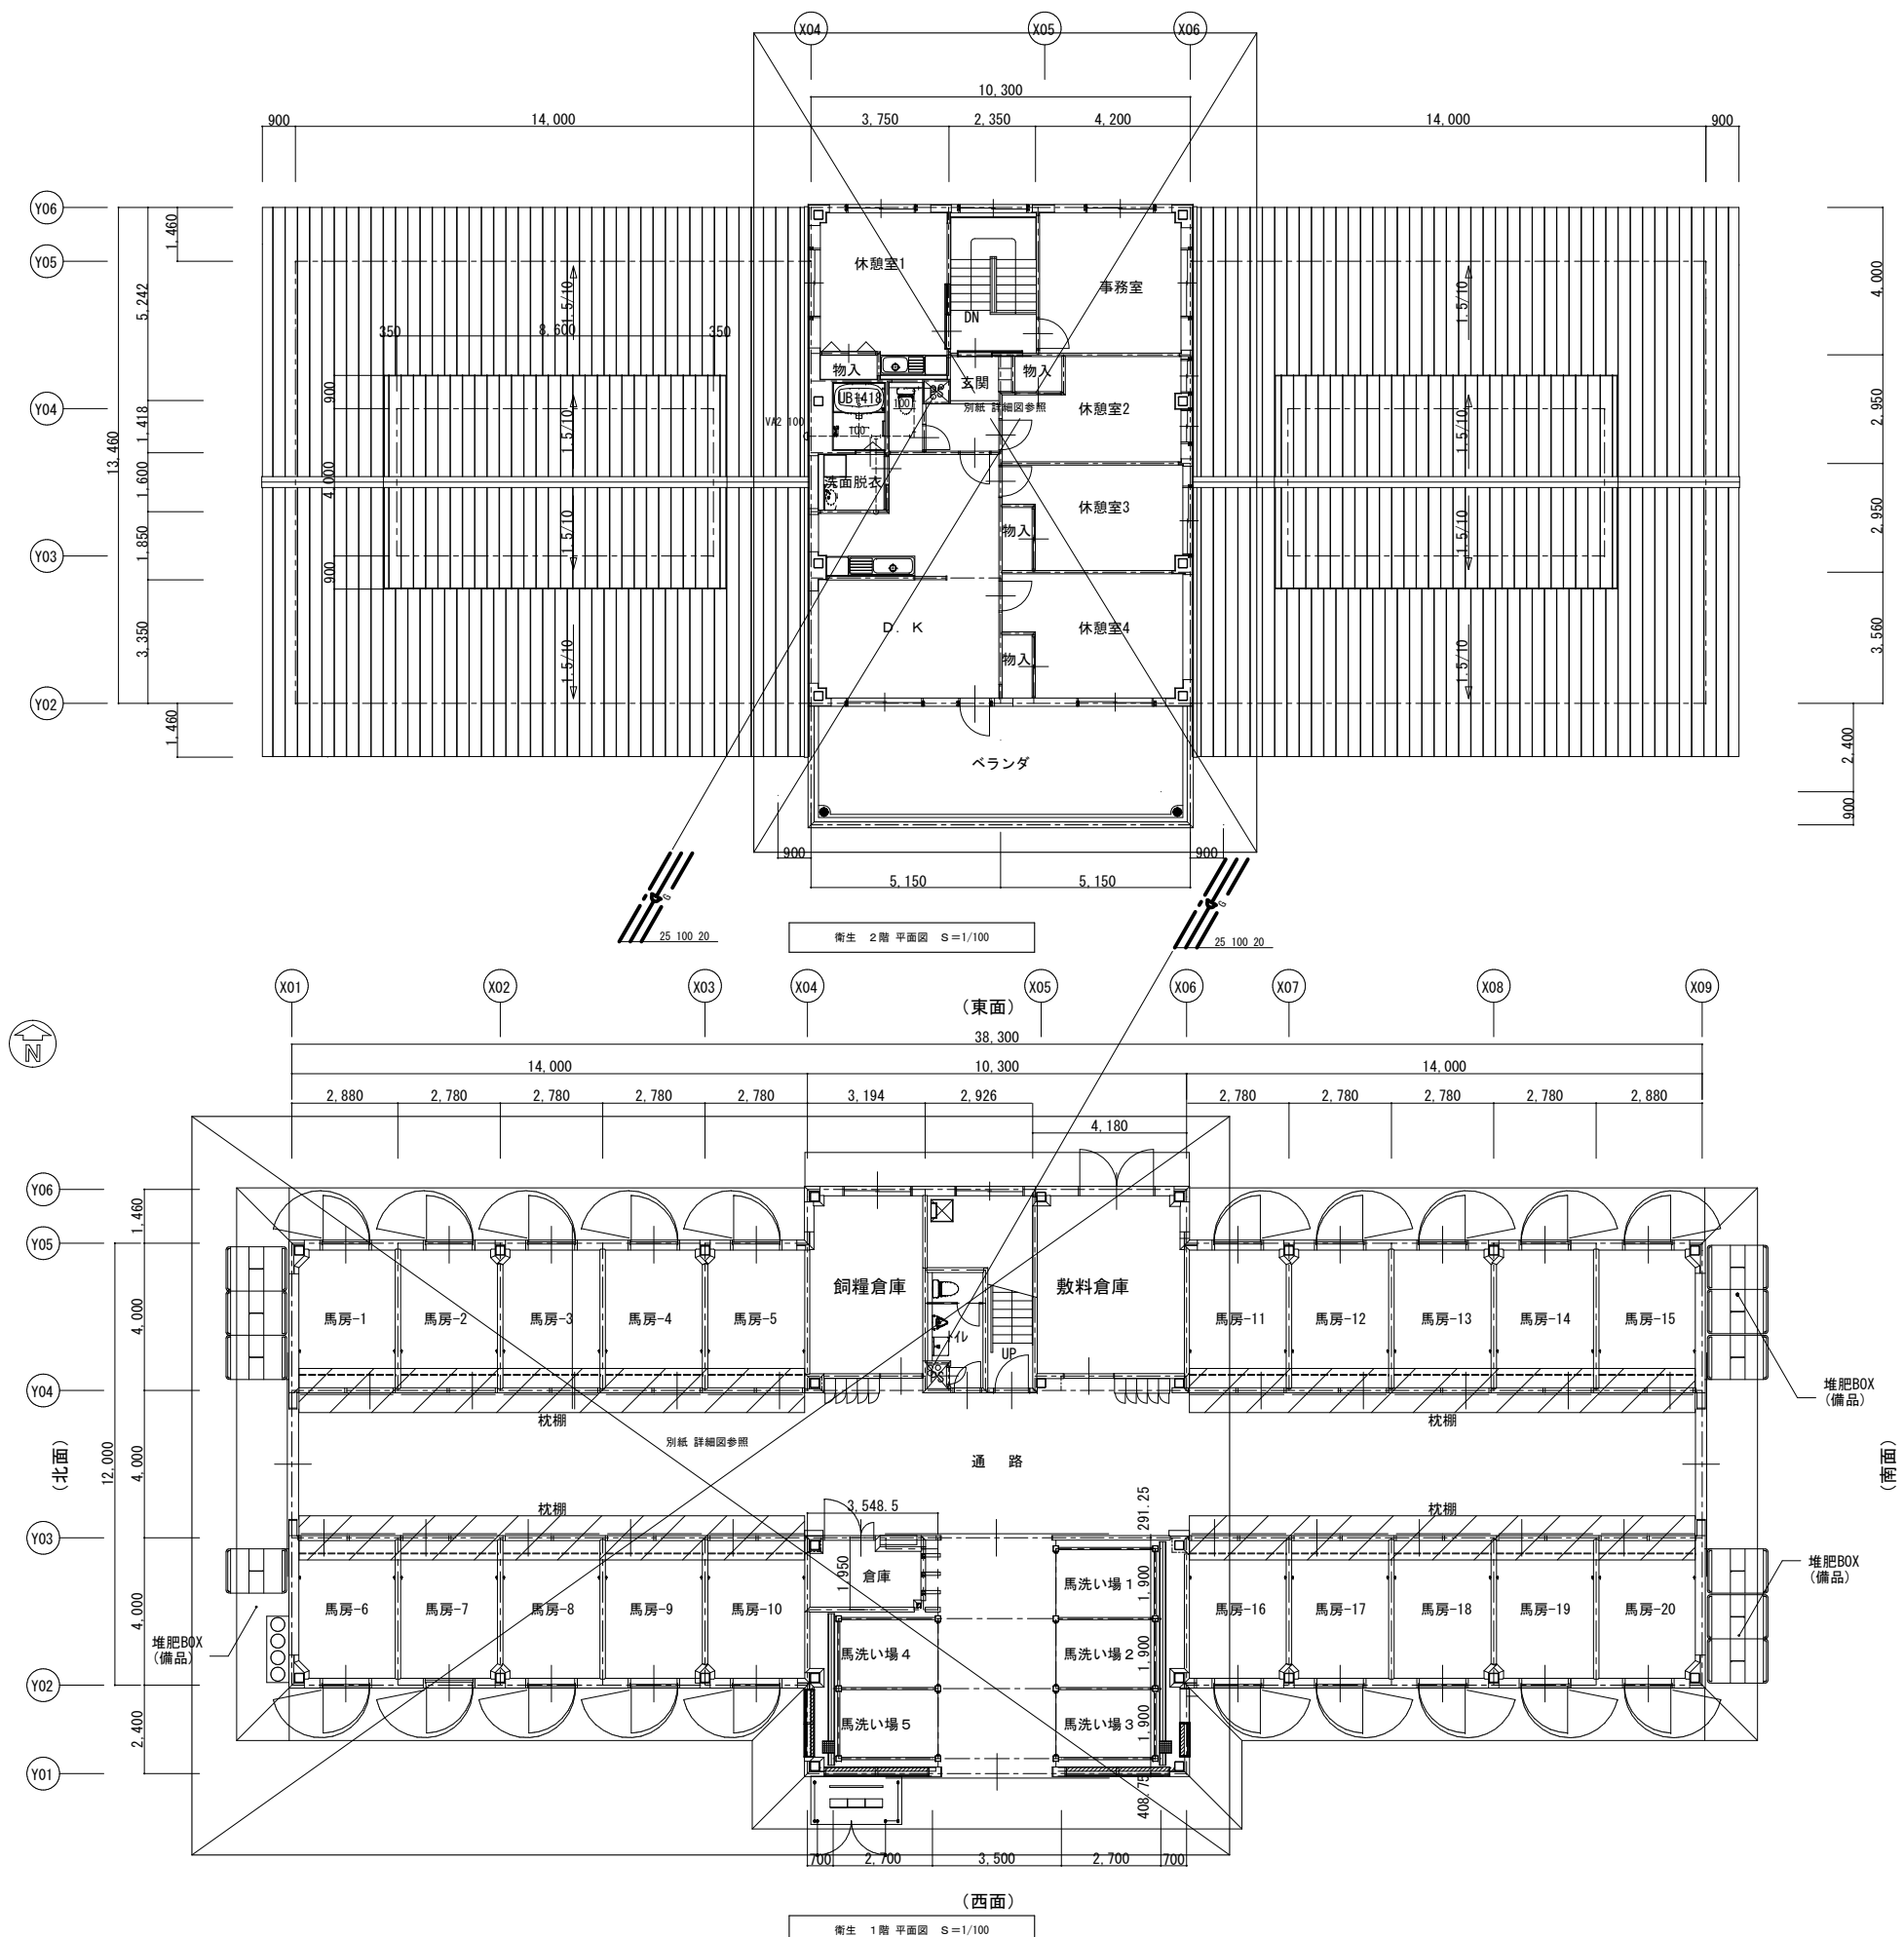 X04 X05 X06
10,300
900 14,000 3,750 2,350 4,200 14,000 900
Y06
Y05
Y04
Y03
Y02
1,460
5,242
1,418
1,600
1,850
3,350
13,460
1,460
4,000
2,950
2,950
3,560
2,400
900
350 8,600 350
900
4,000
900
1.5/10
1.5/10
1.5/10
1.5/10
1.5/10
1.5/10
1.5/10
1.5/10
休憩室1
DN
事務室
物入
玄関
物入
UB1418
100
100
VA2 100
別紙 詳細図参照
休憩室2
洗面脱衣
休憩室3
物入
D. K
休憩室4
物入
ベランダ
900 900
5,150 5,150
G
25 100 20
G
25 100 20
衛生 2階 平面図 S=1/100
X01 X02 X03 X04 X05 X06 X07 X08 X09
(東面)
N
38,300
14,000 10,300 14,000
2,880 2,780 2,780 2,780 2,780 3,194 2,926 2,780 2,780 2,780 2,780 2,880
4,180
Y06
Y05
Y04
Y03
Y02
Y01
1,460
4,000
4,000
4,000
12,000
2,400
(北面)
(南面)
飼糧倉庫
敷料倉庫
トイレ
UP
馬房-1 馬房-2 馬房-3 馬房-4 馬房-5
馬房-11 馬房-12 馬房-13 馬房-14 馬房-15
堆肥BOX
(備品)
枕棚
枕棚
別紙 詳細図参照
通 路
枕棚
枕棚
3,548.5
291.25
1,950
倉庫
馬洗い場1
1,900
馬房-6 馬房-7 馬房-8 馬房-9 馬房-10
馬房-16 馬房-17 馬房-18 馬房-19 馬房-20
堆肥BOX
(備品)
堆肥BOX
(備品)
馬洗い場4
馬洗い場2
1,900
馬洗い場5
馬洗い場3
1,900
408.75
700 2,700 3,500 2,700 700
(西面)
衛生 1階 平面図 S=1/100